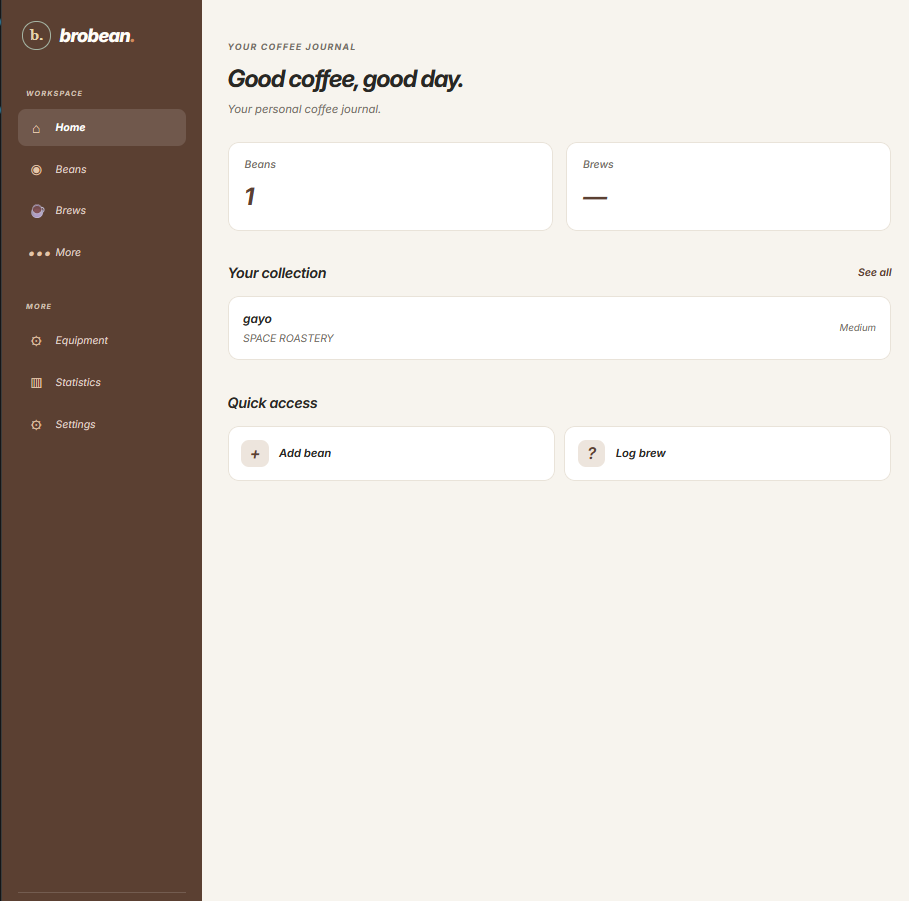 b. brobean.
WORKSPACE
Home
Beans
Brews
More
MORE
Equipment
Statistics
Settings
YOUR COFFEE JOURNAL
Good coffee, good day.
Your personal coffee journal.
Beans
1
Brews
—
Your collection
See all
gayo
SPACE ROASTERY
Medium
Quick access
+ Add bean
? Log brew